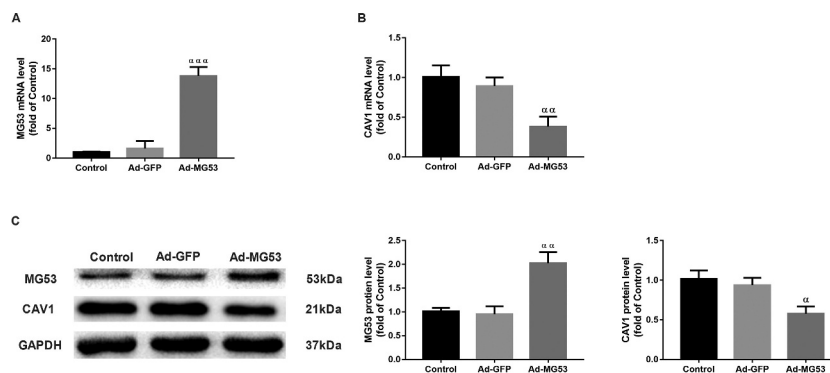 A
MG53 mRNA level
(fold of Control)
20
15
10
5
0
α α α
Control
Ad-GFP
Ad-MG53
B
CAV1 mRNA level
(fold of Control)
1.5
1.0
0.5
0.0
α α
Control
Ad-GFP
Ad-MG53
C
Control
Ad-GFP
Ad-MG53
MG53
53kDa
CAV1
21kDa
GAPDH
37kDa
MG53 protien level
(fold of Control)
2.5
2.0
1.5
1.0
0.5
0.0
α α
Control
Ad-GFP
Ad-MG53
CAV1 protein level
(fold of Control)
1.5
1.0
0.5
0.0
α
Control
Ad-GFP
Ad-MG53